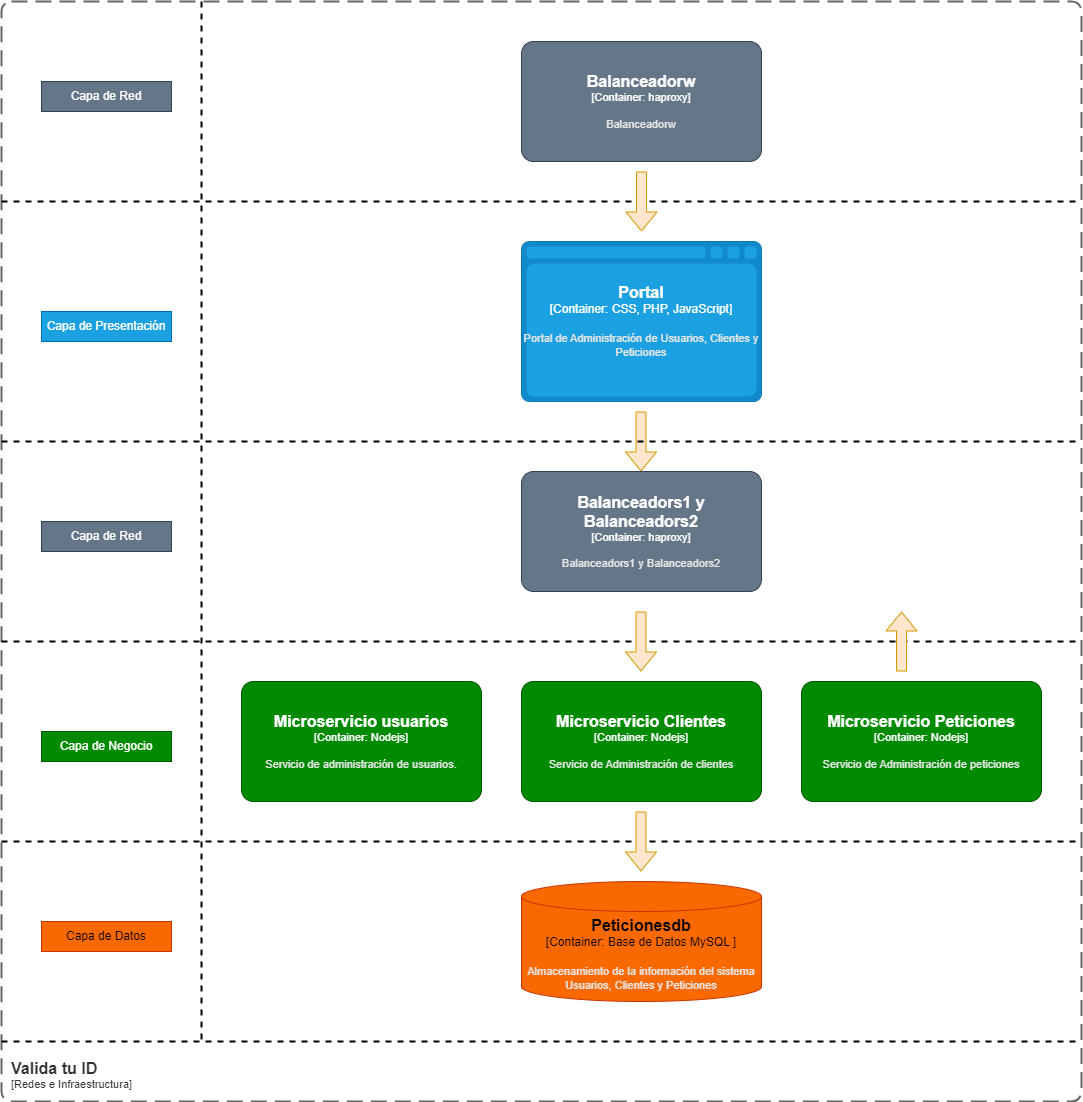 Capa de Red
Balanceadorw
[Container: haproxy]
Balanceadorw
Capa de Presentación
Portal
[Container: CSS, PHP, JavaScript]
Portal de Administración de Usuarios, Clientes y
Peticiones
Capa de Red
Balanceadors1 y
Balanceadors2
[Container: haproxy]
Balanceadors1 y Balanceadors2
Capa de Negocio
Microservicio usuarios
[Container: Nodejs]
Servicio de administración de usuarios.
Microservicio Clientes
[Container: Nodejs]
Servicio de Administración de clientes
Microservicio Peticiones
[Container: Nodejs]
Servicio de Administración de peticiones
Capa de Datos
Peticionesdb
[Container: Base de Datos MySQL ]
Almacenamiento de la información del sistema
Usuarios, Clientes y Peticiones
Valida tu ID
[Redes e Infraestructura]